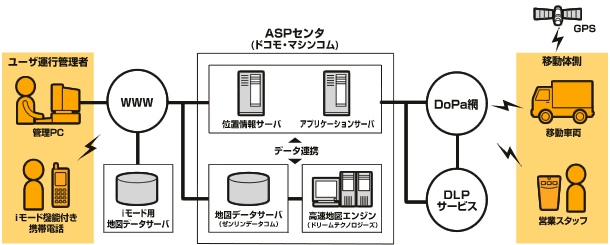 ASPセンタ
(ドコモ・マシンコム)
GPS
ユーザ運行管理者
管理PC
iモード機能付き
携帯電話
WWW
iモード用
地図データサーバ
位置情報サーバ
アプリケーションサーバ
データ連携
地図データサーバ
(ゼンリンデータコム)
高速地図エンジン
(ドリームテクノロジーズ)
DoPa網
DLP
サービス
移動体側
移動車両
営業スタッフ